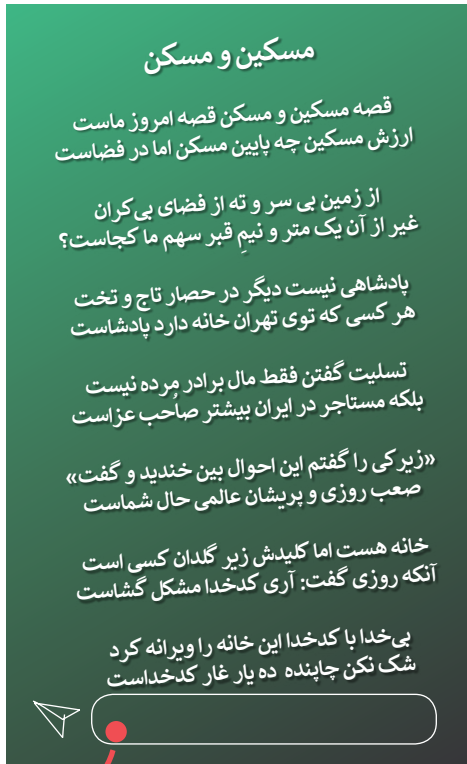 مسکین و مسکن
قصه مسکین و مسکن قصه امروز ماست
ارزش مسکین چه پایین مسکن اما در فضاست
از زمین بی سر و ته از فضای بی‌کران
غیر از آن یک متر و نیمِ قبر سهم ما کجاست؟
پادشاهی نیست دیگر در حصار تاج و تخت
هر کسی که توی تهران خانه دارد پادشاست
تسلیت گفتن فقط مال برادر مرده نیست
بلکه مستاجر در ایران بیشتر صاُحب عزاست
«زیرکی را گفتم این احوال بین خندید و گفت»
صعب روزی و پریشان عالمی حال شماست
خانه هست اما کلیدش زیر گلدان کسی است
آنکه روزی گفت: آری کدخدا مشکل گشاست
بی‌خدا با کدخدا این خانه را ویرانه کرد
شک نکن چاپنده ده یار غار کدخداست